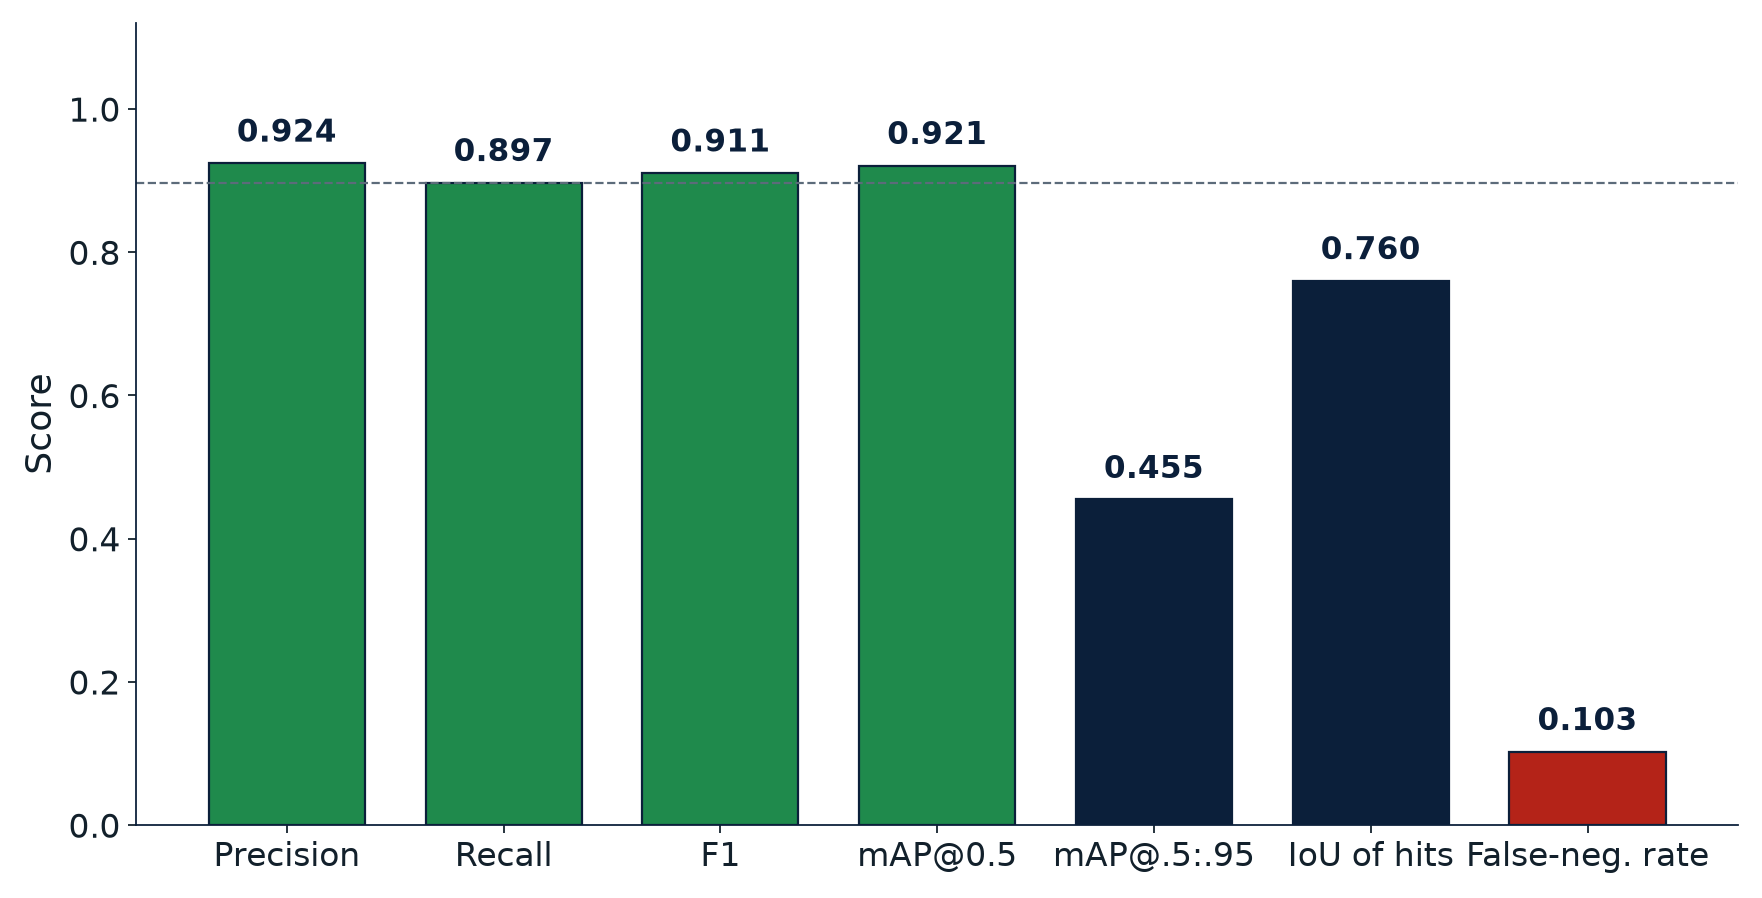 Score
1.0
0.8
0.6
0.4
0.2
0.0
0.924
0.897
0.911
0.921
0.455
0.760
0.103
Precision
Recall
F1
mAP@0.5
mAP@.5:.95
IoU of hits
False-neg. rate